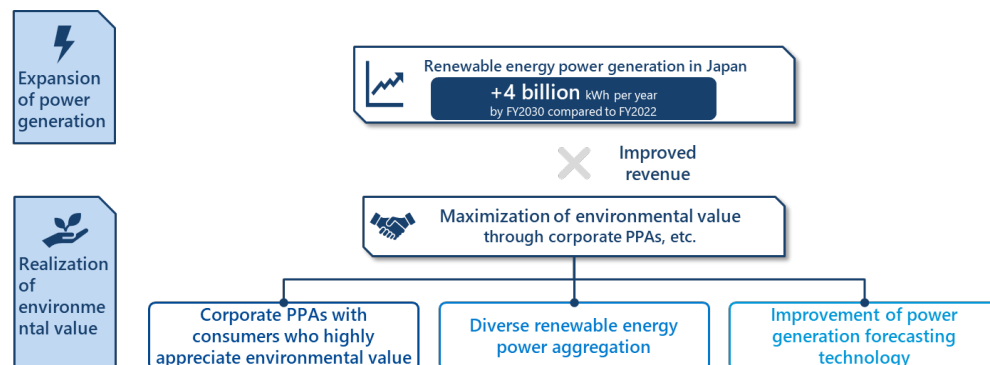 Expansion
of power
generation
Renewable energy power generation in Japan
+4 billion kWh per year
by FY2030 compared to FY2022
Improved
revenue
Maximization of environmental value
through corporate PPAs, etc.
Realization
of
environme
ntal value
Corporate PPAs with
consumers who highly
appreciate environmental value
Diverse renewable energy
power aggregation
Improvement of power
generation forecasting
technology